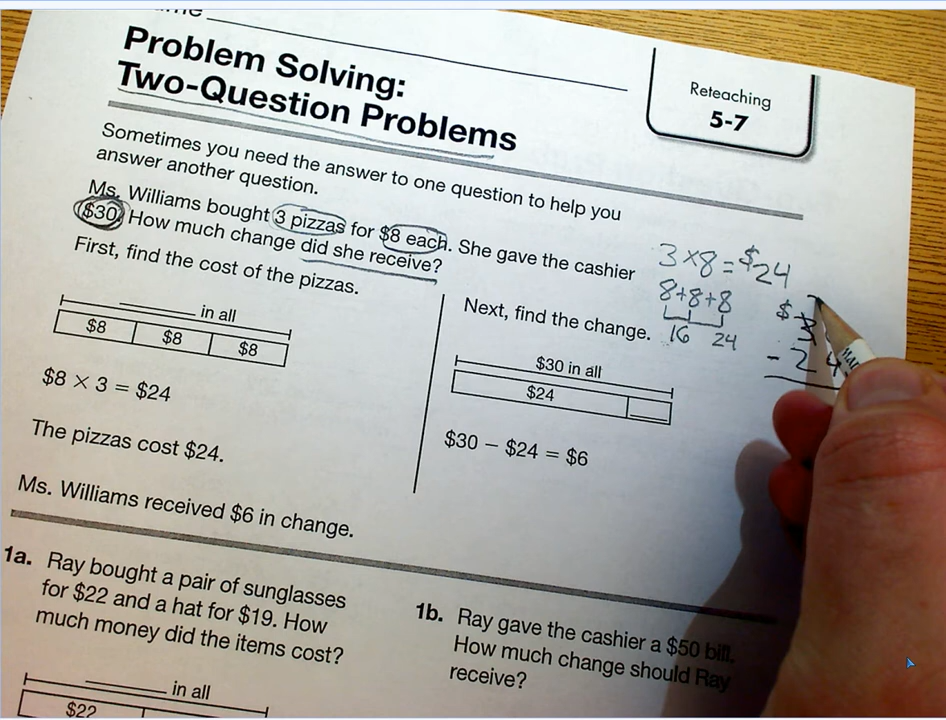 Problem Solving:
Two-Question Problems
Reteaching
5-7
Sometimes you need the answer to one question to help you
answer another question.
Ms. Williams bought 3 pizzas for $8 each. She gave the cashier
$30. How much change did she receive?
First, find the cost of the pizzas.
_____ in all
$8 $8 $8
$8 × 3 = $24
The pizzas cost $24.
Ms. Williams received $6 in change.
Next, find the change.
$30 in all
$24
$30 − $24 = $6
3 × 8 = $24
8+8+8
16 24
$
- 24
1a. Ray bought a pair of sunglasses
for $22 and a hat for $19. How
much money did the items cost?
_____ in all
$22
1b. Ray gave the cashier a $50 bill.
How much change should Ray
receive?